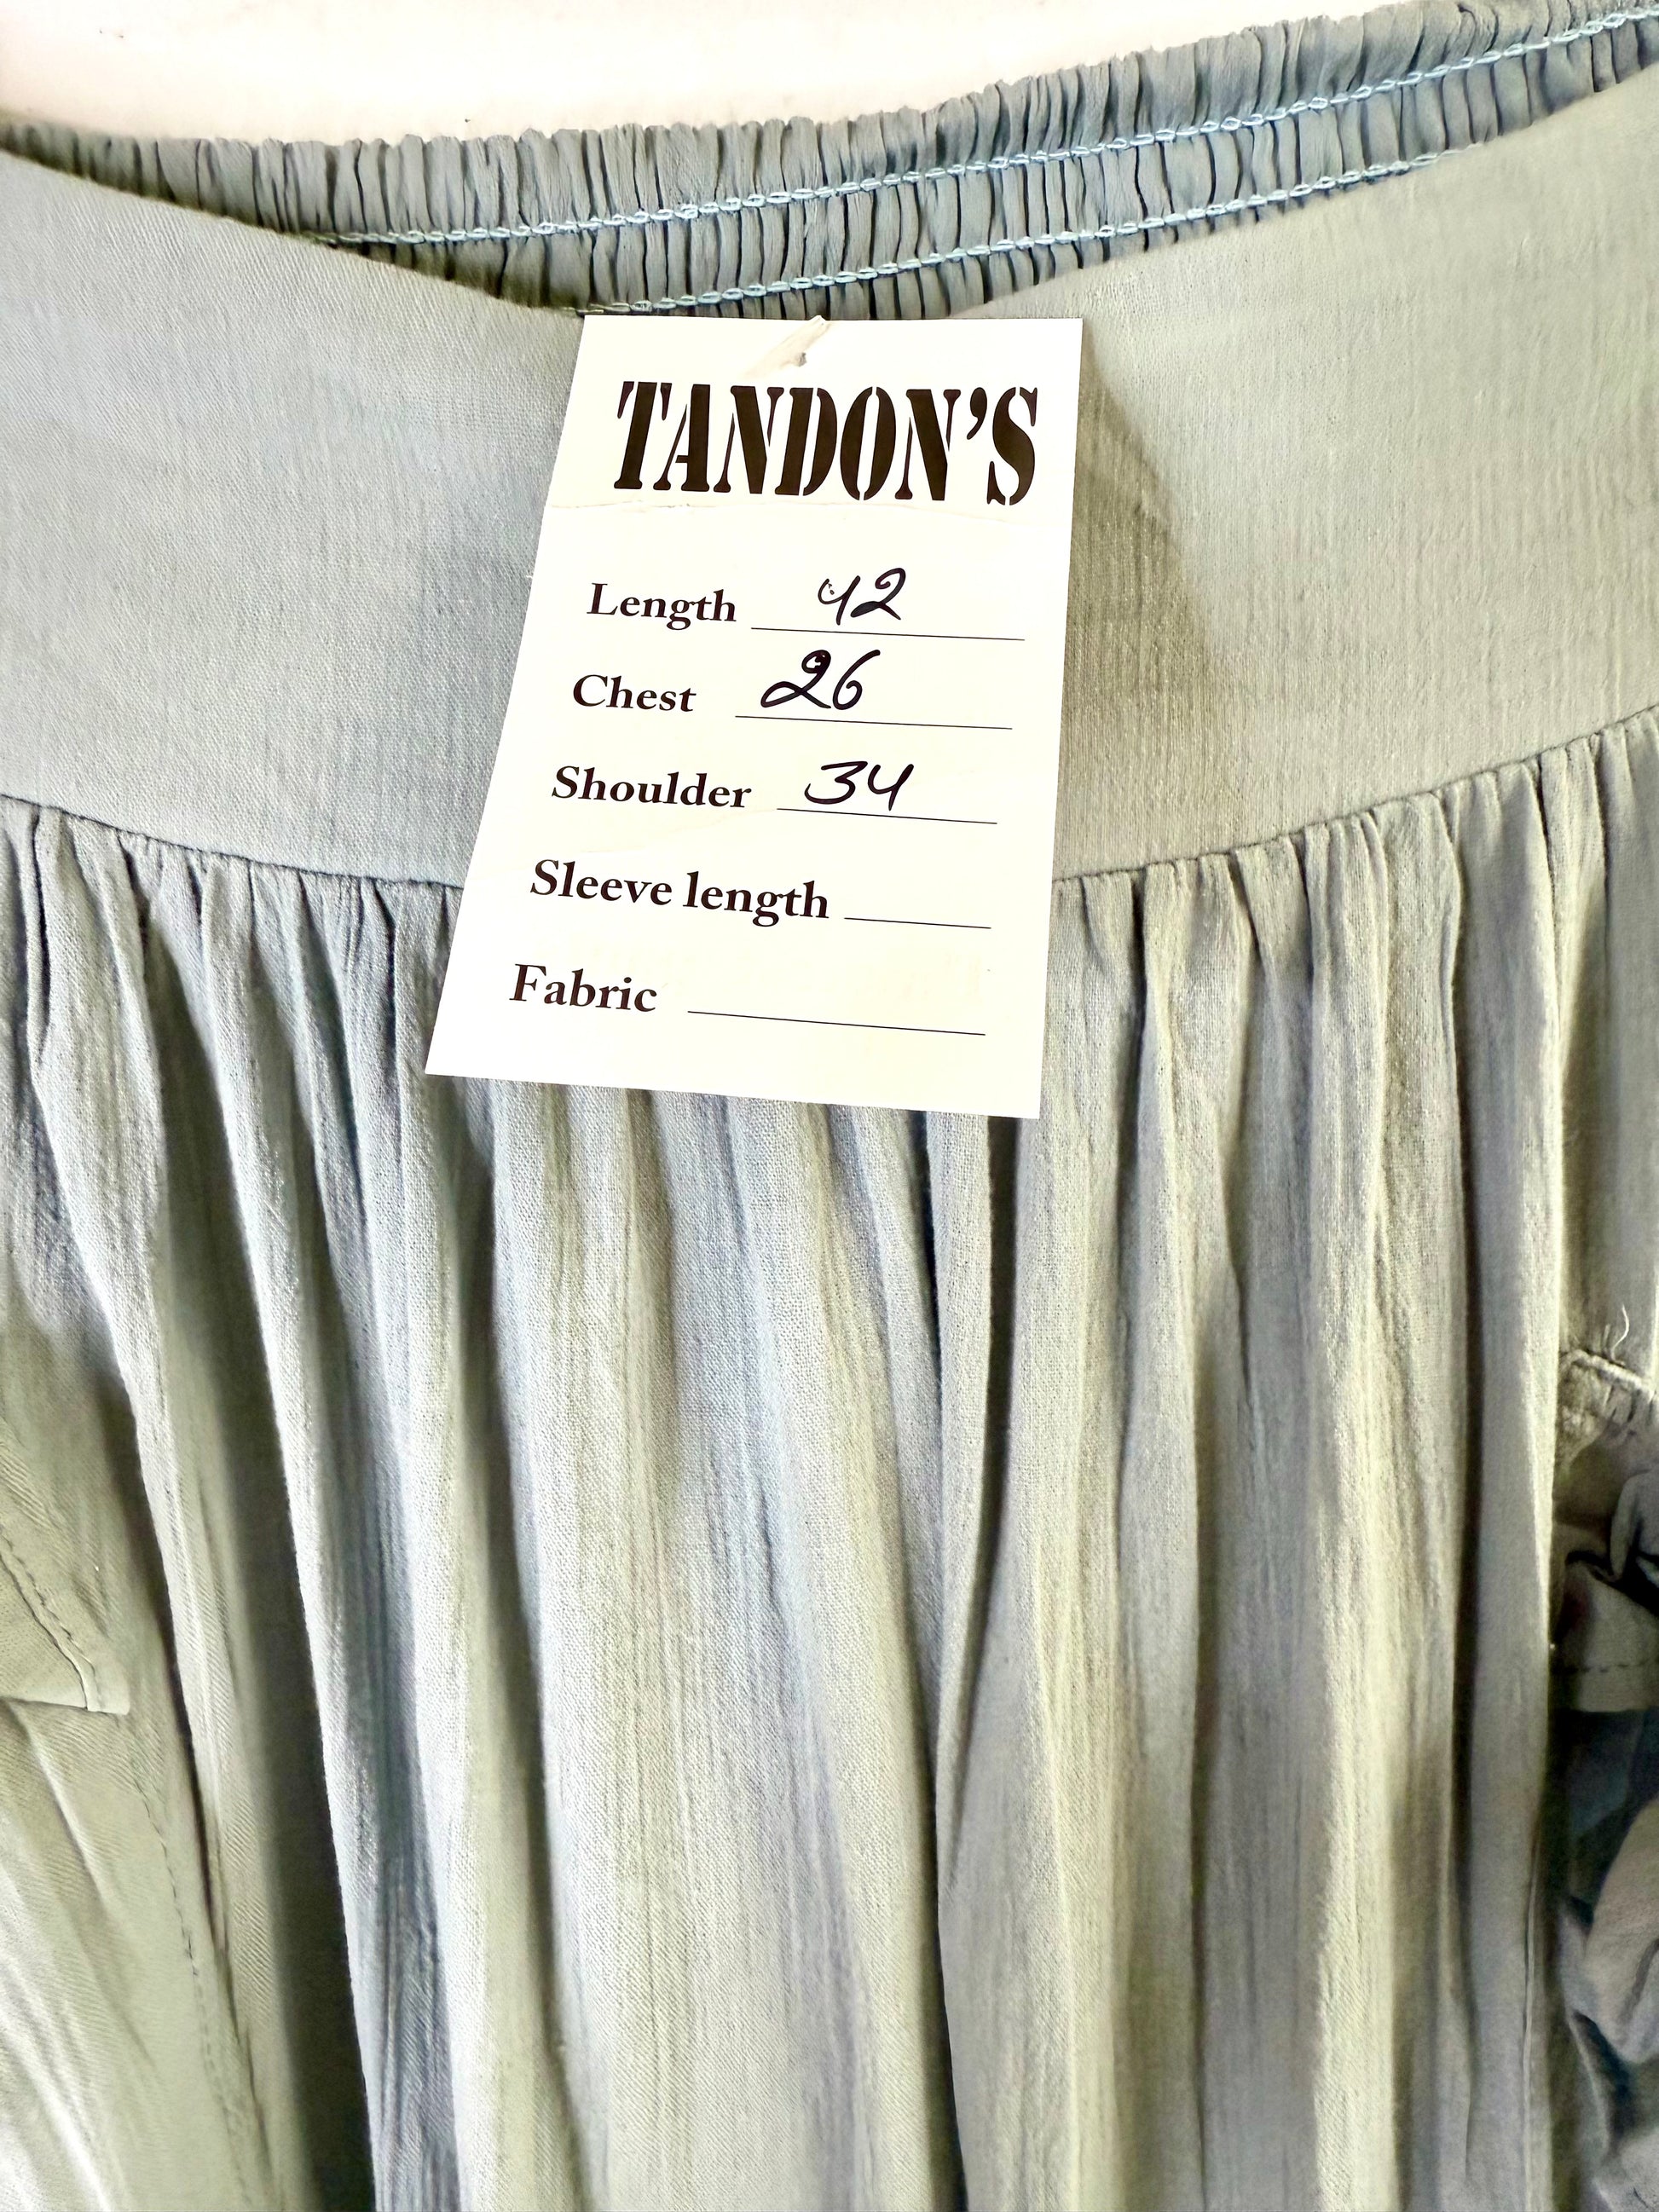 TANDON'S
Length 42
Chest 26
Shoulder 34
Sleeve length
Fabric